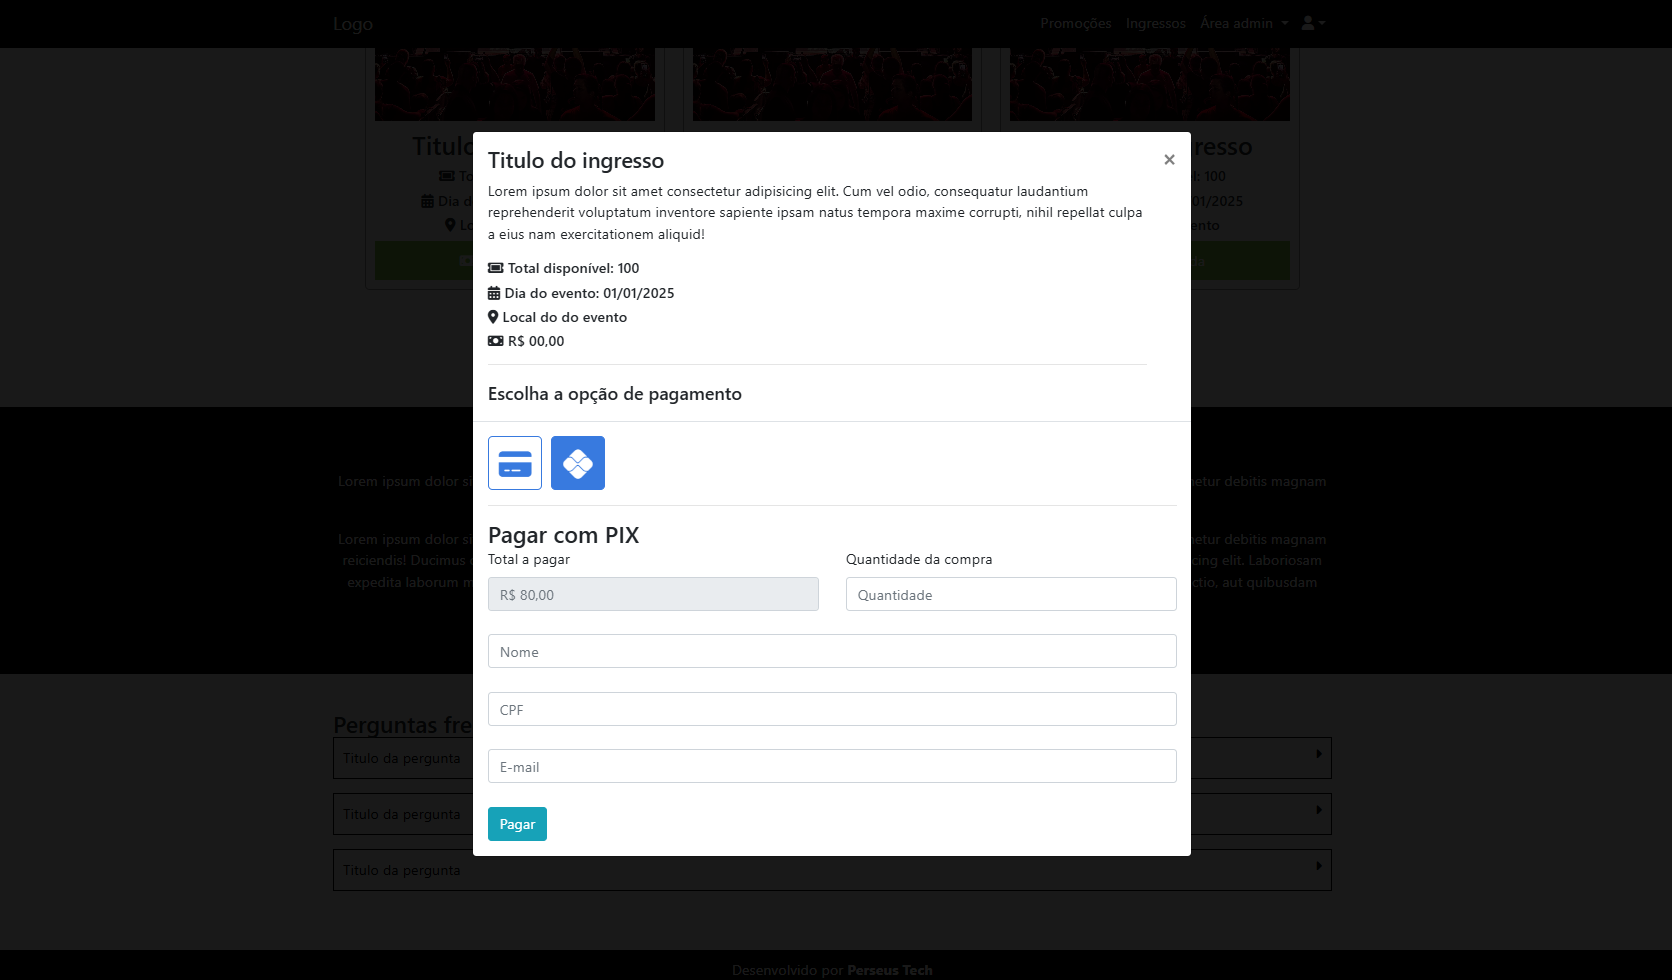 Logo
Promoções Ingressos Área admin
Titulo
resso
l: 100
Dia d
01/2025
Lo
ento
Titulo do ingresso
×
Lorem ipsum dolor sit amet consectetur adipisicing elit. Cum vel odio, consequatur laudantium
reprehenderit voluptatum inventore sapiente ipsam natus tempora maxime corrupti, nihil repellat culpa
a eius nam exercitationem aliquid!
Total disponível: 100
Dia do evento: 01/01/2025
Local do do evento
R$ 00,00
Escolha a opção de pagamento
Pagar com PIX
Total a pagar
Quantidade da compra
R$ 80,00
Quantidade
Nome
CPF
E-mail
Pagar
Lorem ipsum dolor si
etur debitis magnam
Lorem ipsum dolor si
etur debitis magnam
reiciendis! Ducimus
cing elit. Laboriosam
expedita laborum m
ctio, aut quibusdam
Perguntas fre
Titulo da pergunta
Titulo da pergunta
Titulo da pergunta
Desenvolvido por Perseus Tech